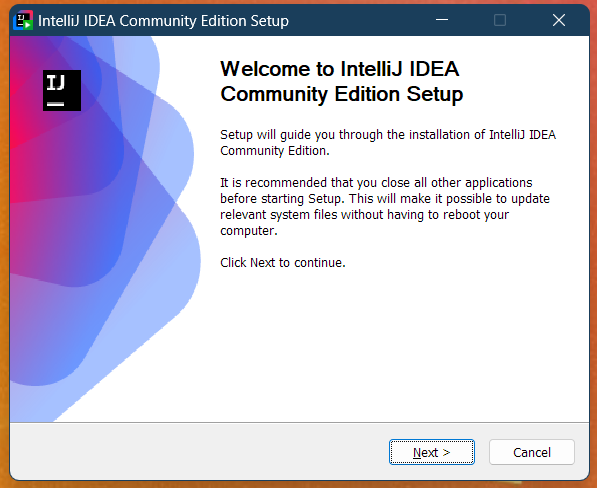 IntelliJ IDEA Community Edition Setup
IJ
Welcome to IntelliJ IDEA
Community Edition Setup
Setup will guide you through the installation of IntelliJ IDEA
Community Edition.
It is recommended that you close all other applications
before starting Setup. This will make it possible to update
relevant system files without having to reboot your
computer.
Click Next to continue.
Next >
Cancel